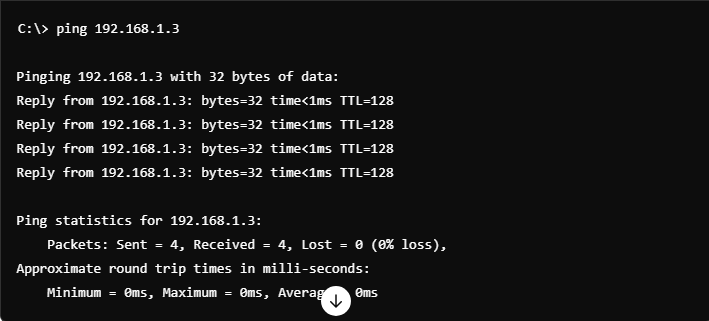 C:\> ping 192.168.1.3
Pinging 192.168.1.3 with 32 bytes of data:
Reply from 192.168.1.3: bytes=32 time<1ms TTL=128
Reply from 192.168.1.3: bytes=32 time<1ms TTL=128
Reply from 192.168.1.3: bytes=32 time<1ms TTL=128
Reply from 192.168.1.3: bytes=32 time<1ms TTL=128
Ping statistics for 192.168.1.3:
Packets: Sent = 4, Received = 4, Lost = 0 (0% loss),
Approximate round trip times in milli-seconds:
Minimum = 0ms, Maximum = 0ms, Averag 0ms